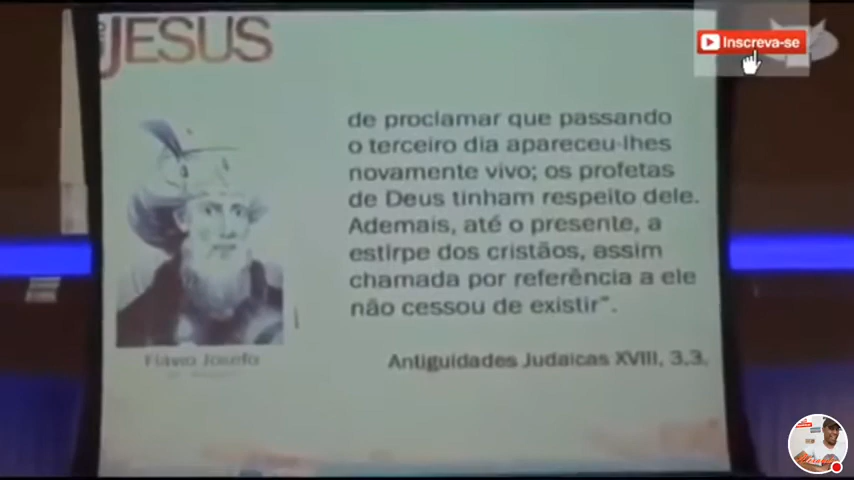 JESUS
Inscreva-se
de proclamar que passando
o terceiro dia apareceu-lhes
novamente vivo; os profetas
de Deus tinham respeito dele.
Ademais, até o presente, a
estirpe dos cristãos, assim
chamada por referência a ele
não cessou de existir”.
Flávio Josefo
Antiguidades Judaicas XVIII, 3.3.